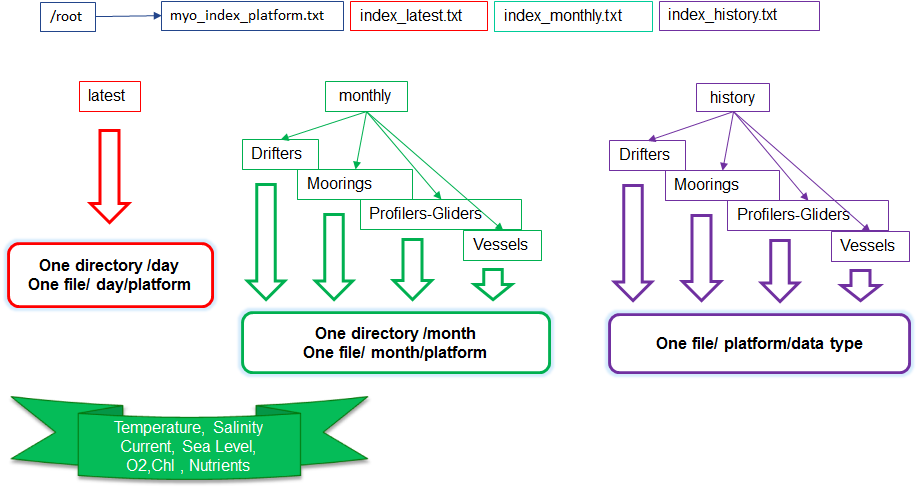 /root
myo_index_platform.txt
index_latest.txt
index_monthly.txt
index_history.txt
latest
monthly
history
Drifters
Moorings
Profilers-Gliders
Vessels
Drifters
Moorings
Profilers-Gliders
Vessels
One directory /day
One file/ day/platform
One directory /month
One file/ month/platform
One file/ platform/data type
Temperature, Salinity
Current, Sea Level,
O2,Chl , Nutrients